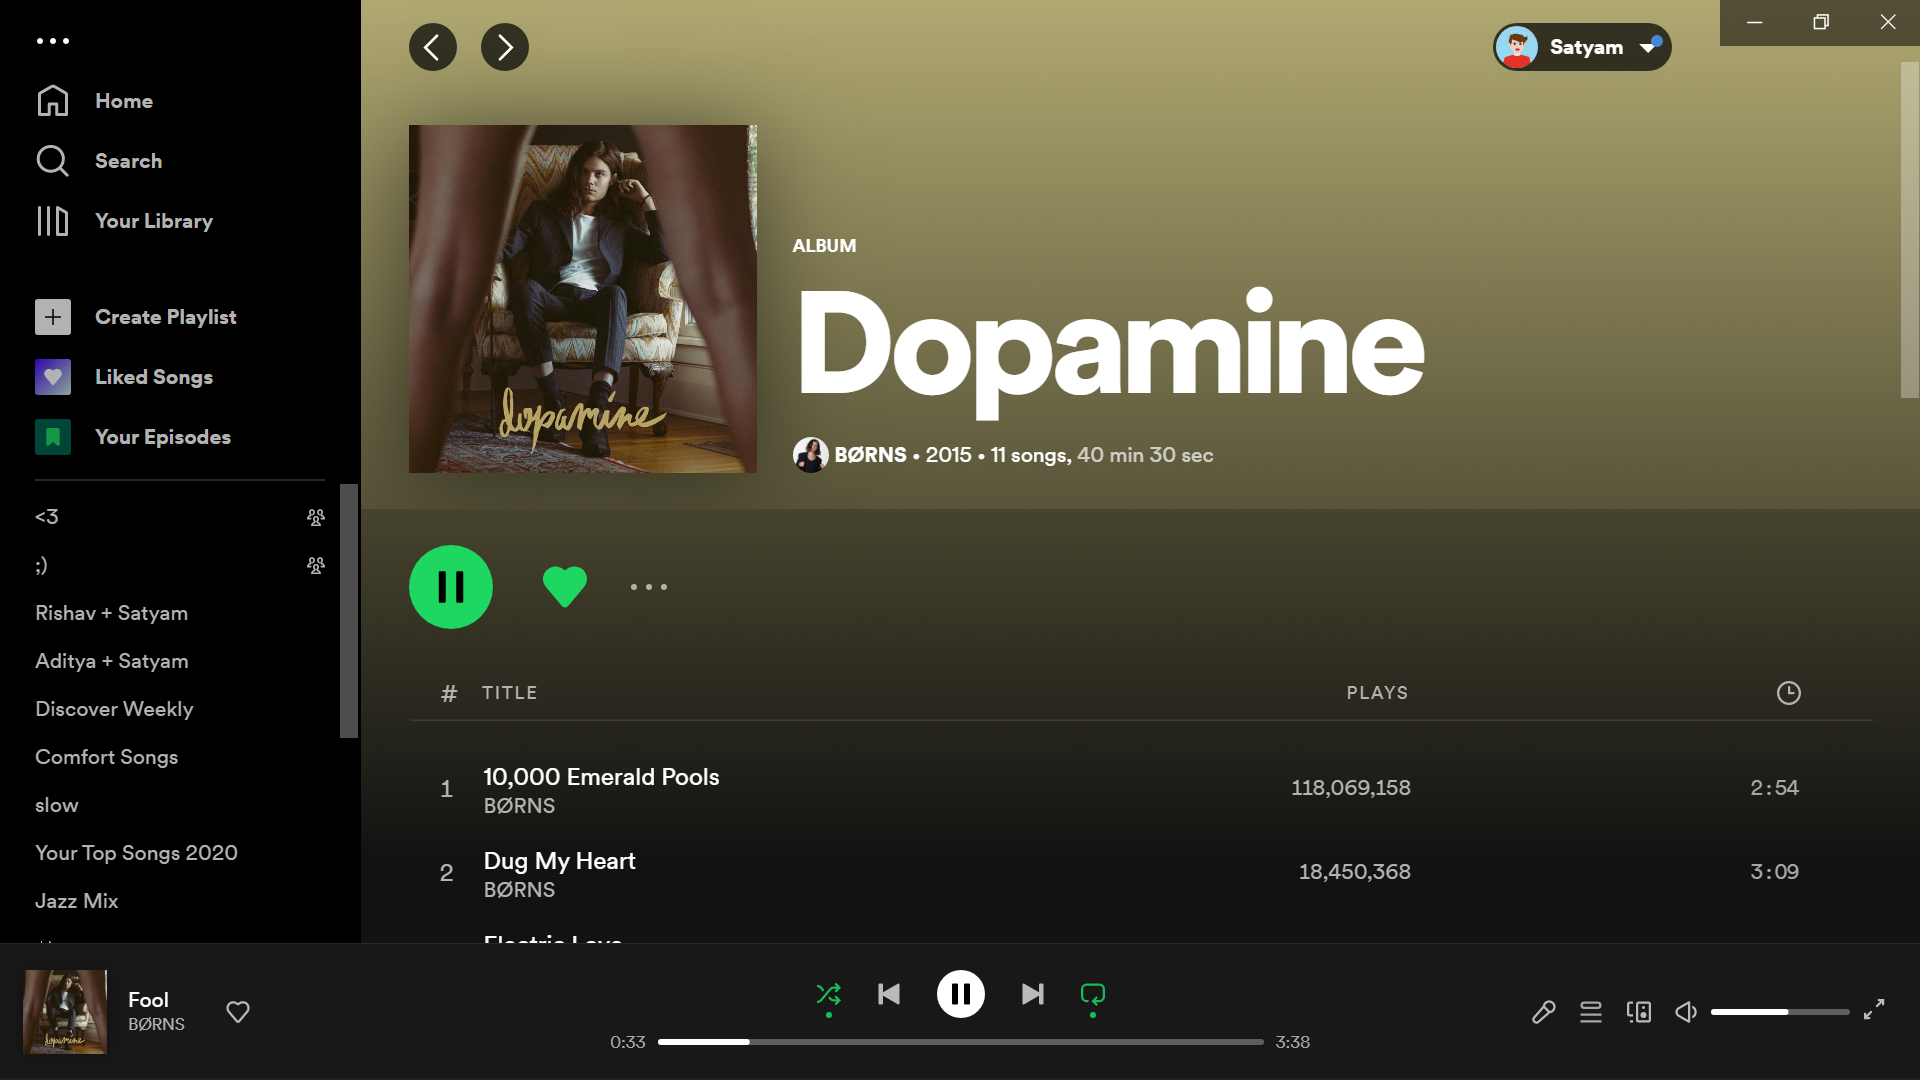 Home
Search
Your Library
Create Playlist
Liked Songs
Your Episodes
<3
;)
Rishav + Satyam
Aditya + Satyam
Discover Weekly
Comfort Songs
slow
Your Top Songs 2020
Jazz Mix
Satyam
dopamine
ALBUM
Dopamine
BØRNS • 2015 • 11 songs, 40 min 30 sec
# TITLE PLAYS
1 10,000 Emerald Pools 118,069,158 2:54
BØRNS
2 Dug My Heart 18,450,368 3:09
BØRNS
Electric Love
dopamine
Fool
BØRNS
0:33 3:38